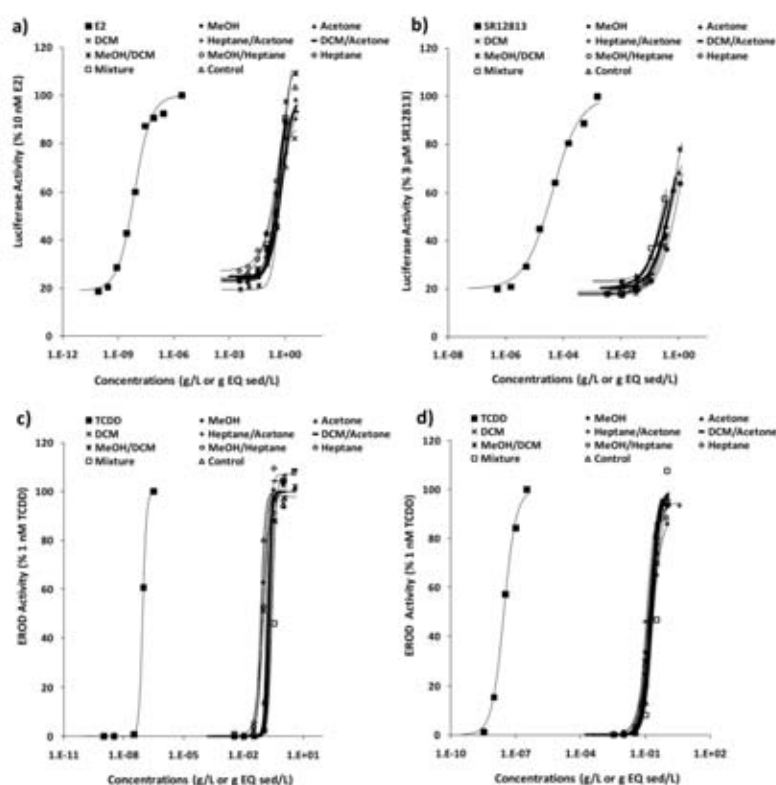 a)
■ E2 • MeOH ▴ Acetone
× DCM + Heptane/Acetone - DCM/Acetone
× MeOH/DCM o MeOH/Heptane ◇ Heptane
□ Mixture △ Control
Luciferase Activity (% 10 nM E2)
120
100
80
60
40
20
0
1.E-12 1.E-09 1.E-06 1.E-03 1.E+00
Concentrations (g/L or g EQ sed/L)
b)
■ SR12813 • MeOH ▴ Acetone
× DCM + Heptane/Acetone - DCM/Acetone
× MeOH/DCM o MeOH/Heptane ◇ Heptane
□ Mixture △ Control
Luciferase Activity (% 3 µM SR12813)
120
100
80
60
40
20
0
1.E-08 1.E-06 1.E-04 1.E-02 1.E+00
Concentrations (g/L or g EQ sed/L)
c)
■ TCDD • MeOH ▴ Acetone
× DCM + Heptane/Acetone - DCM/Acetone
× MeOH/DCM o MeOH/Heptane ◇ Heptane
□ Mixture △ Control
EROD Activity (% 1 nM TCDD)
120
100
80
60
40
20
0
1.E-11 1.E-08 1.E-05 1.E-02 1.E+01
Concentrations (g/L or g EQ sed/L)
d)
■ TCDD • MeOH ▴ Acetone
× DCM + Heptane/Acetone - DCM/Acetone
× MeOH/DCM o MeOH/Heptane ◇ Heptane
□ Mixture △ Control
EROD Activity (% 1 nM TCDD)
120
100
80
60
40
20
0
1.E-10 1.E-07 1.E-04 1.E-01 1.E+02
Concentrations (g/L or g EQ sed/L)